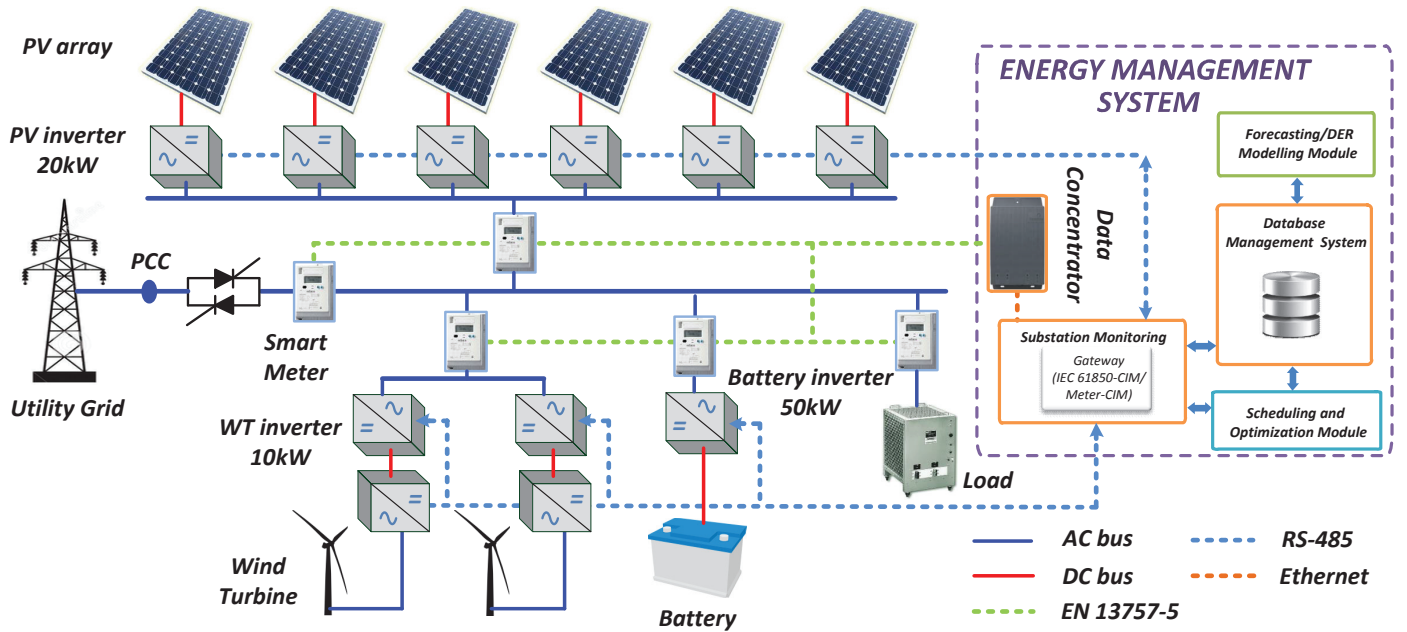 PV array
PV inverter
20kW
Utility Grid
PCC
Smart
Meter
WT inverter
10kW
Wind
Turbine
Battery inverter
50kW
Battery
Load
ENERGY MANAGEMENT
SYSTEM
Data
Concentrator
Forecasting/DER
Modelling Module
Database
Management System
Substation Monitoring
Gateway
(IEC 61850-CIM/
Meter-CIM)
Scheduling and
Optimization Module
AC bus
RS-485
DC bus
Ethernet
EN 13757-5